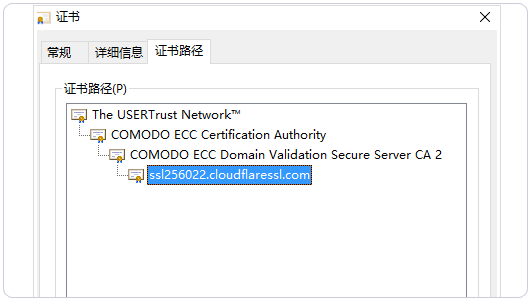 证书
常规 详细信息 证书路径
证书路径(P)
The USERTrust Network™
COMODO ECC Certification Authority
COMODO ECC Domain Validation Secure Server CA 2
ssl256022.cloudflaressl.com